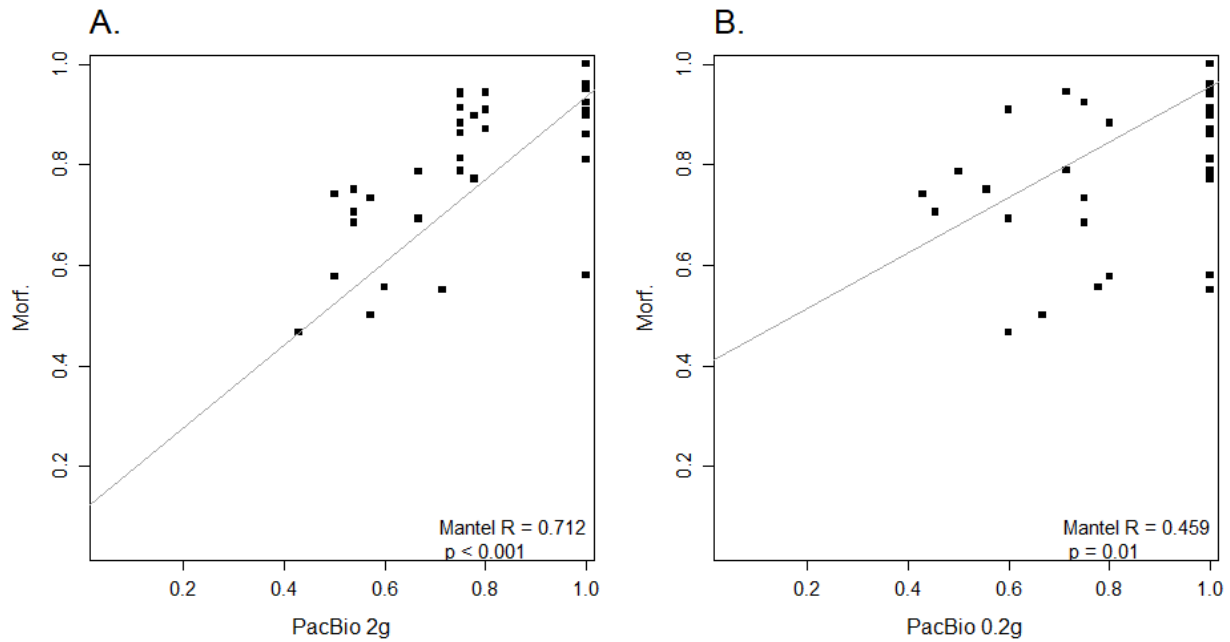 A.
1.0
0.8
0.6
0.4
0.2
Morf.
Mantel R = 0.712
p < 0.001
0.2 0.4 0.6 0.8 1.0
PacBio 2g
B.
1.0
0.8
0.6
0.4
0.2
Morf.
Mantel R = 0.459
p = 0.01
0.2 0.4 0.6 0.8 1.0
PacBio 0.2g